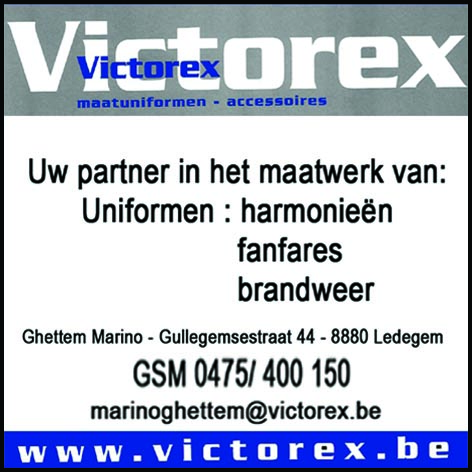 Victorex
Victorex
maatuniformen - accessoires
Uw partner in het maatwerk van:
Uniformen : harmonieën
fanfares
brandweer
Ghettem Marino - Gullegemsestraat 44 - 8880 Ledegem
GSM 0475/ 400 150
marinoghettem@victorex.be
www.victorex.be